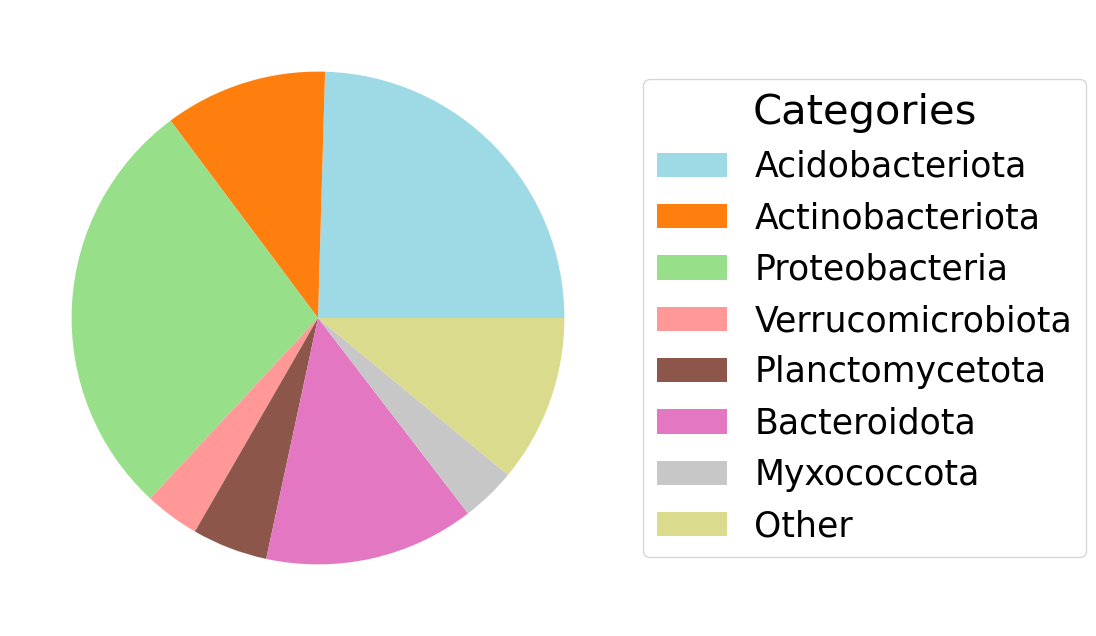 Categories
Acidobacteriota
Actinobacteriota
Proteobacteria
Verrucomicrobiota
Planctomycetota
Bacteroidota
Myxococcota
Other